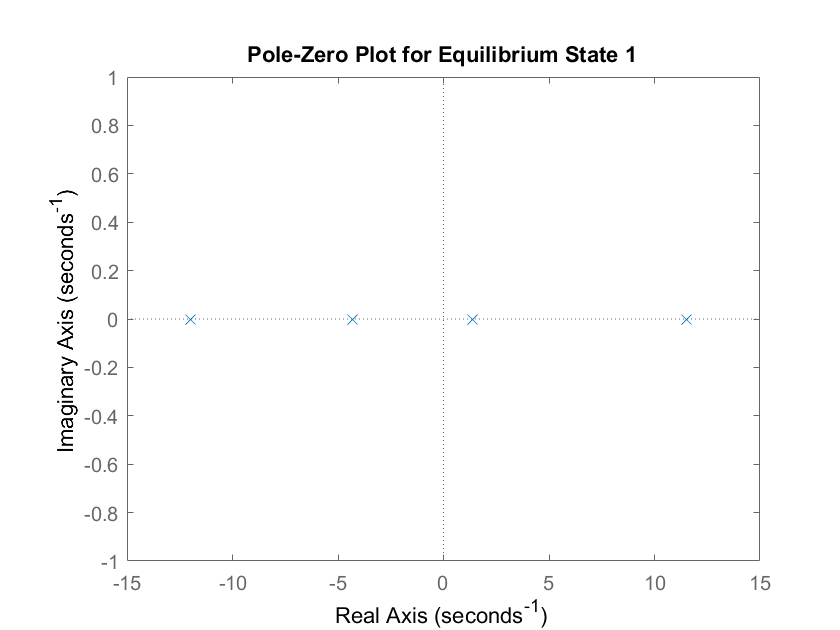 Pole-Zero Plot for Equilibrium State 1
1
0.8
0.6
0.4
0.2
0
-0.2
-0.4
-0.6
-0.8
-1
Imaginary Axis (seconds⁻¹)
-15 -10 -5 0 5 10 15
Real Axis (seconds⁻¹)